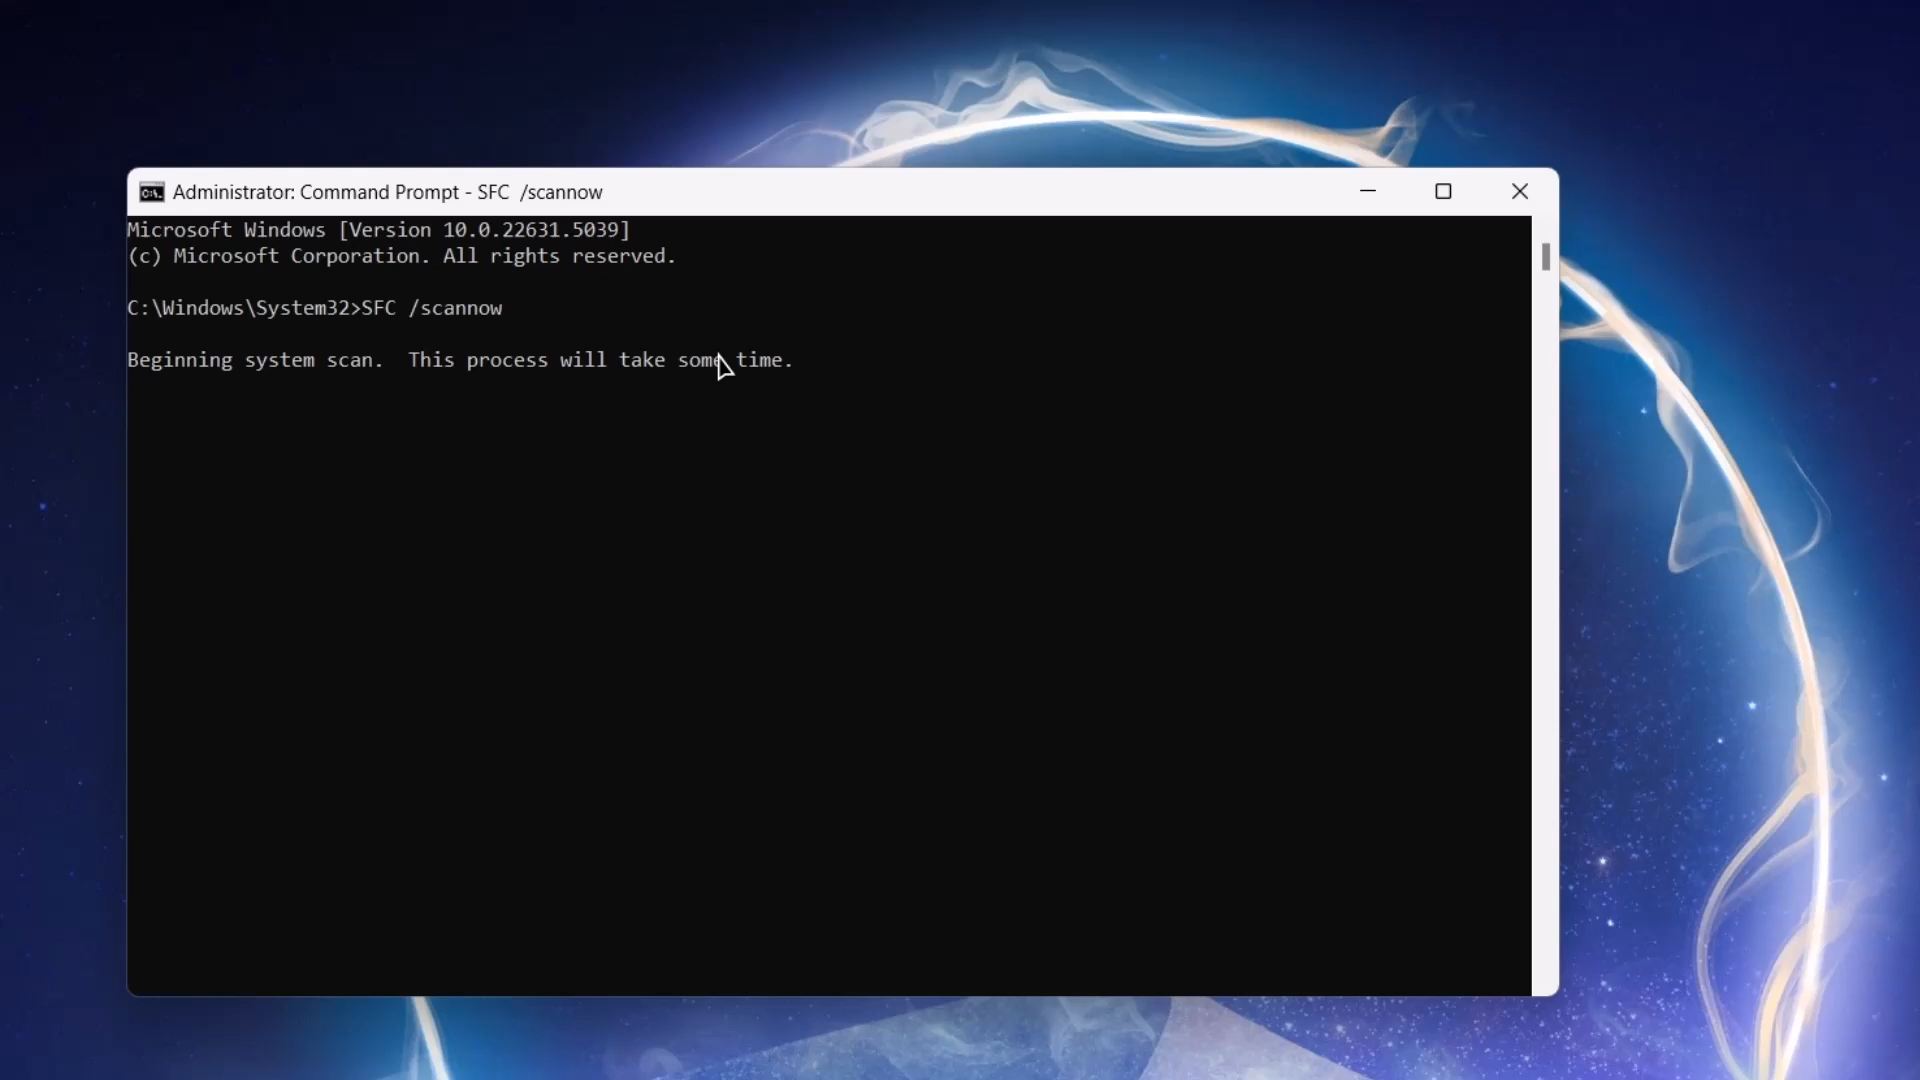 Administrator: Command Prompt - SFC  /scannow
Microsoft Windows [Version 10.0.22631.5039]
(c) Microsoft Corporation. All rights reserved.
C:\Windows\System32>SFC /scannow
Beginning system scan.  This process will take some time.